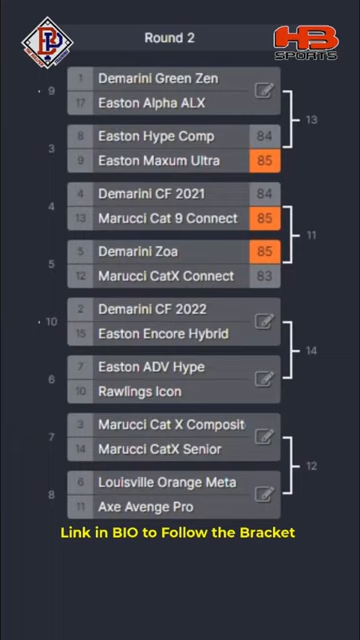 BP
HB
SPORTS
Round 2
1 Demarini Green Zen
9
17 Easton Alpha ALX
13
8 Easton Hype Comp 84
3
9 Easton Maxum Ultra 85
4 Demarini CF 2021 84
4
13 Marucci Cat 9 Connect 85
11
5 Demarini Zoa 85
5
12 Marucci CatX Connect 83
2 Demarini CF 2022
10
15 Easton Encore Hybrid
14
7 Easton ADV Hype
6
10 Rawlings Icon
3 Marucci Cat X Composit
7
14 Marucci CatX Senior
12
6 Louisville Orange Meta
8
11 Axe Avenge Pro
Link in BIO to Follow the Bracket